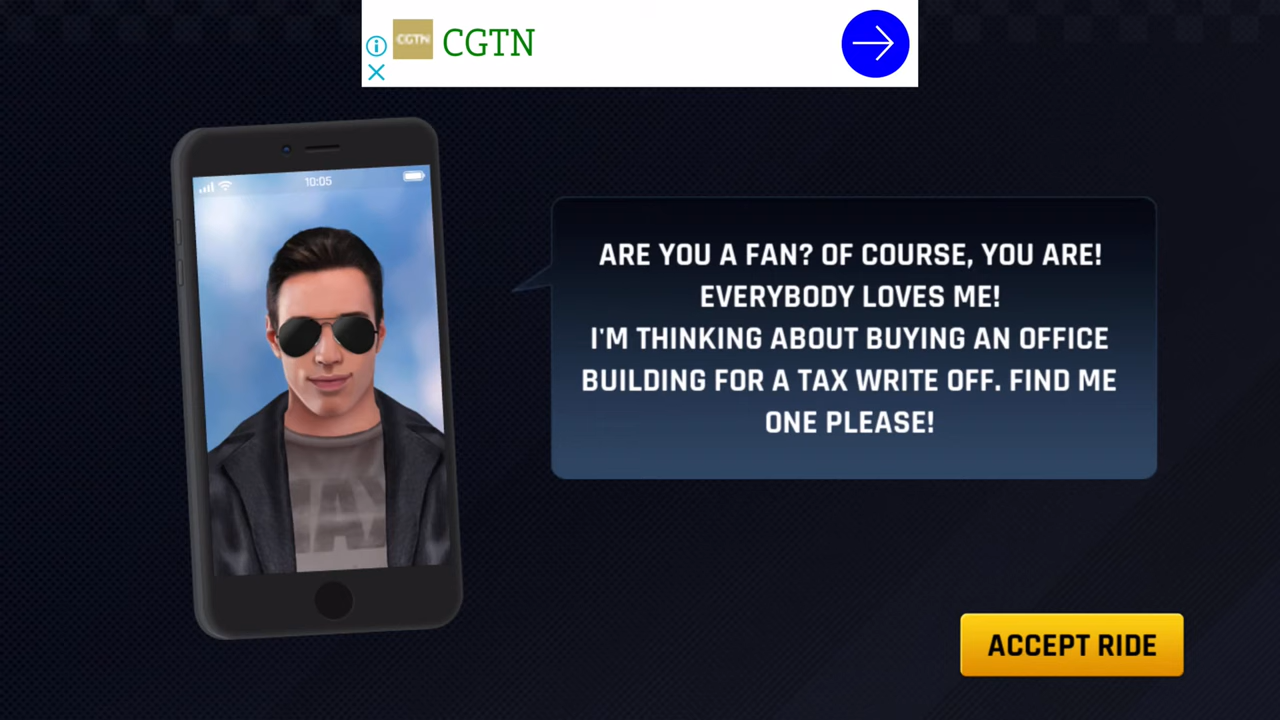 CGTN
CGTN
10:05
ARE YOU A FAN? OF COURSE, YOU ARE!
EVERYBODY LOVES ME!
I'M THINKING ABOUT BUYING AN OFFICE
BUILDING FOR A TAX WRITE OFF. FIND ME
ONE PLEASE!
MAX
ACCEPT RIDE